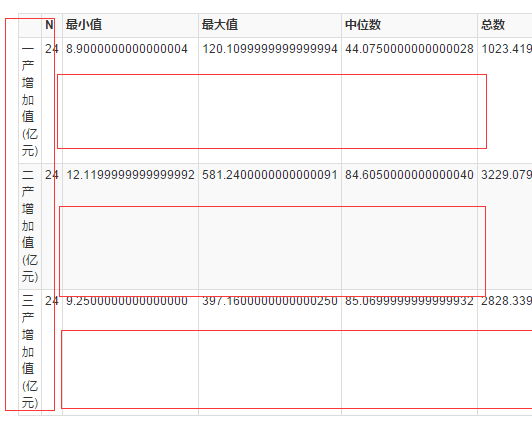 N 最小值 最大值 中位数 总数
一 24 8.9000000000000004 120.1099999999999994 44.0750000000000028 1023.419
产
增
加
值
(亿
元)
二 24 12.1199999999999992 581.2400000000000091 84.6050000000000040 3229.079
产
增
加
值
(亿
元)
三 24 9.2500000000000000 397.1600000000000250 85.0699999999999932 2828.339
产
增
加
值
(亿
元)